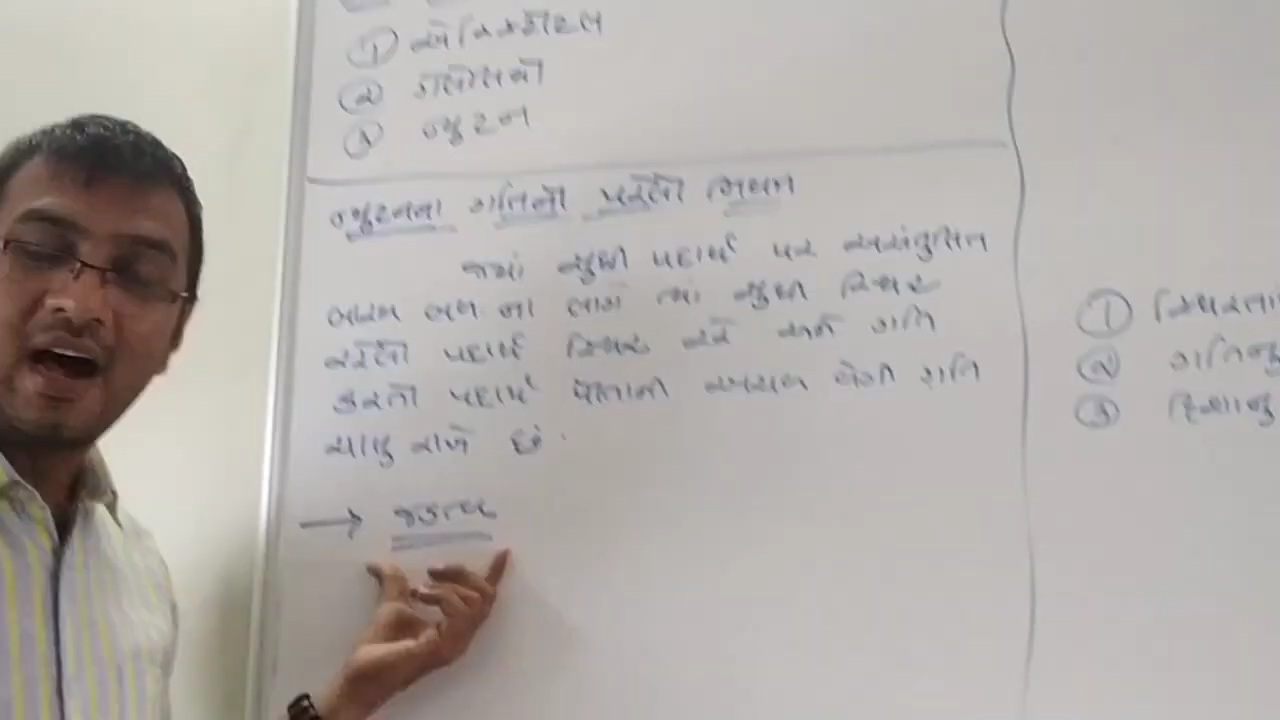 ① એરિસ્ટોટલ
② ગેલેલિયો
③ ન્યુટન
ન્યુટનના ગતિનો પહેલો નિયમ
જ્યાં સુધી પદાર્થ પર અસંતુલિત
બાહ્ય બળ ના લાગે ત્યાં સુધી સ્થિર
રહેલો પદાર્થ સ્થિર રહે અને ગતિ
કરતો પદાર્થ પોતાની અચળ વેગી ગતિ
ચાલુ રાખે છે.
→ જડત્વ
①
② ગતિનુ
③ દિશાનુ